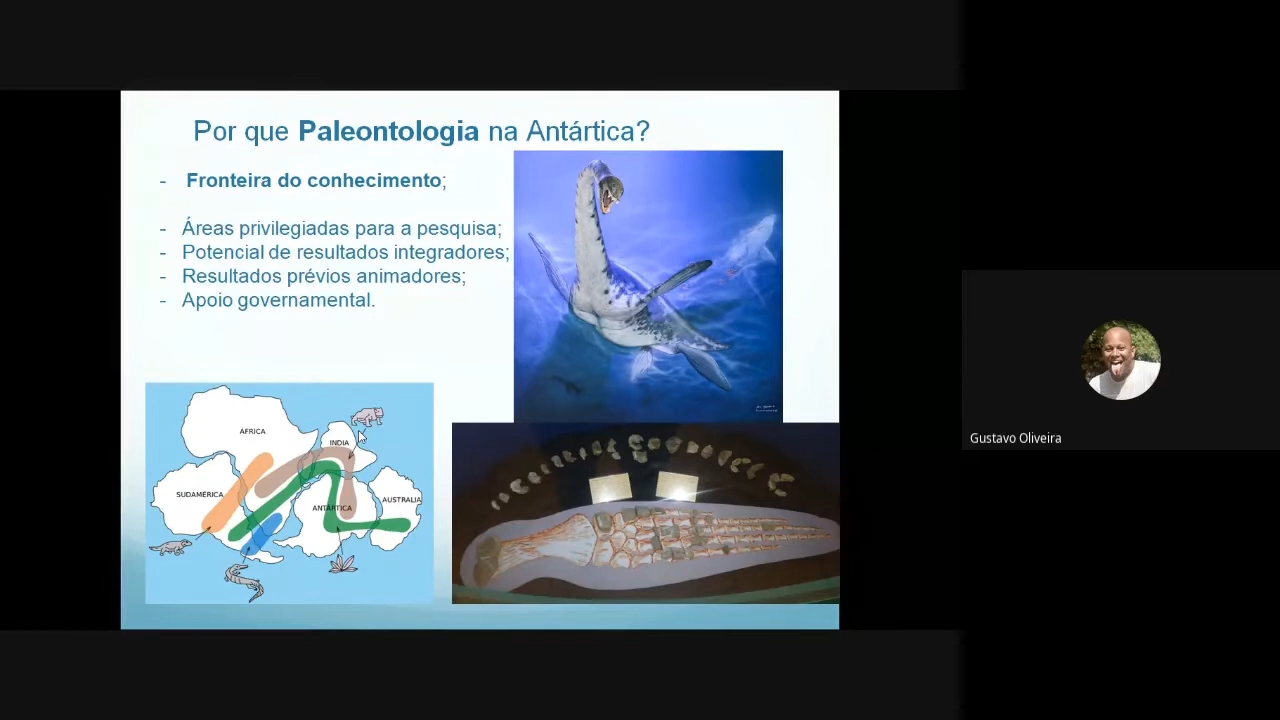 Por que Paleontologia na Antártica?
- Fronteira do conhecimento;
- Áreas privilegiadas para a pesquisa;
- Potencial de resultados integradores;
- Resultados prévios animadores;
- Apoio governamental.
ÁFRICA
INDIA
SUDAMÉRICA
ANTÁRTICA
AUSTRALIA
Gustavo Oliveira